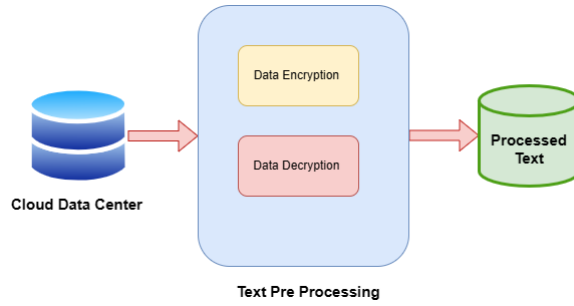 Data Encryption
Data Decryption
Cloud Data Center
Processed
Text
Text Pre Processing